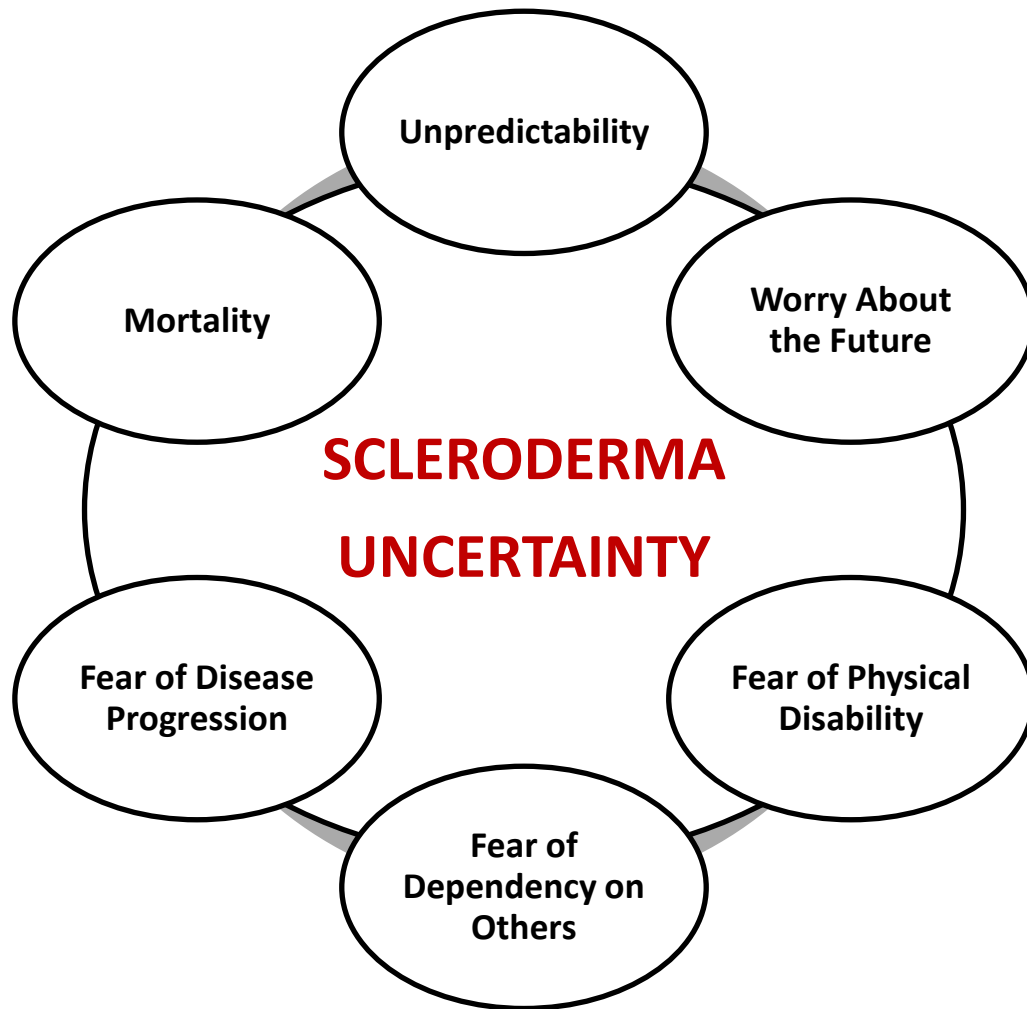 Unpredictability
Worry About
the Future
Mortality
SCLERODERMA
UNCERTAINTY
Fear of Physical
Disability
Fear of Disease
Progression
Fear of
Dependency on
Others